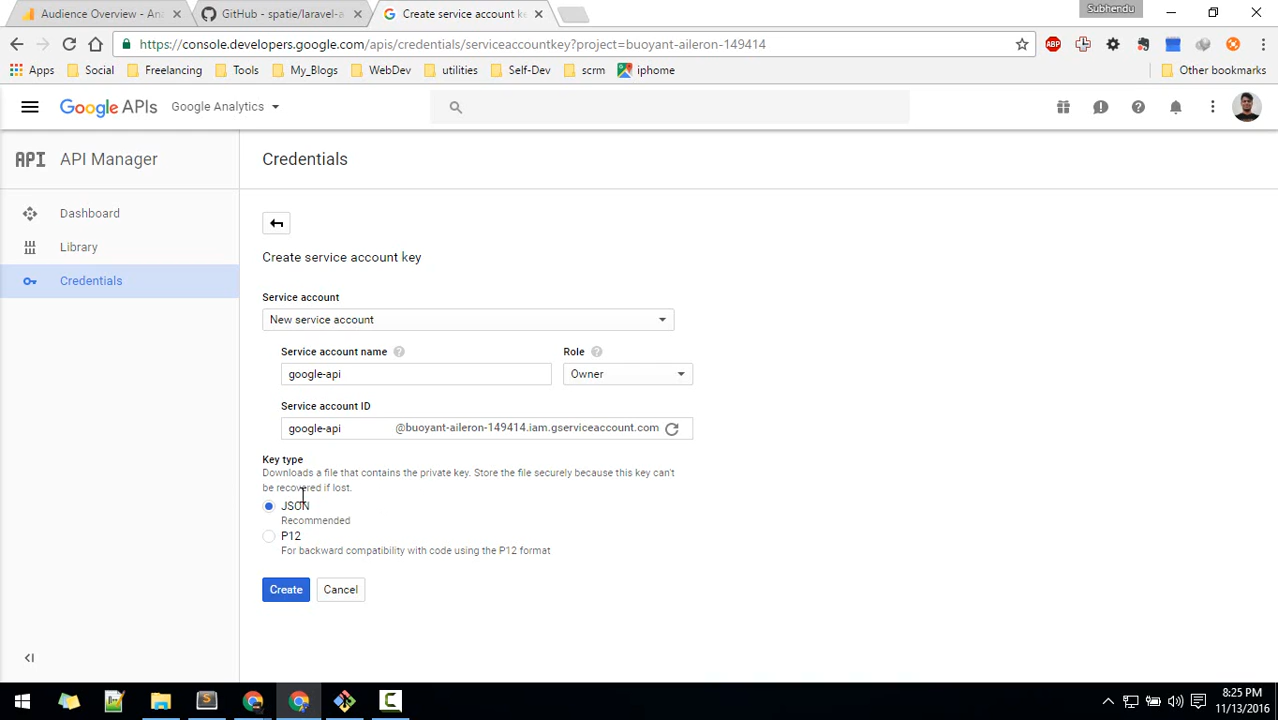 Audience Overview - Ana
GitHub - spatie/laravel-a
Create service account ke
Subhendu
https://console.developers.google.com/apis/credentials/serviceaccountkey?project=buoyant-aileron-149414
ABP
Apps
Social
Freelancing
Tools
My_Blogs
WebDev
utilities
Self-Dev
scrm
iphone
Other bookmarks
Google APIs
Google Analytics
API
API Manager
Credentials
Dashboard
Library
Credentials
Create service account key
Service account
New service account
Service account name
Role
google-api
Owner
Service account ID
google-api
@buoyant-aileron-149414.iam.gserviceaccount.com
Key type
Downloads a file that contains the private key. Store the file securely because this key can't
be recovered if lost.
JSON
Recommended
P12
For backward compatibility with code using the P12 format
Create
Cancel
8:25 PM
11/13/2016